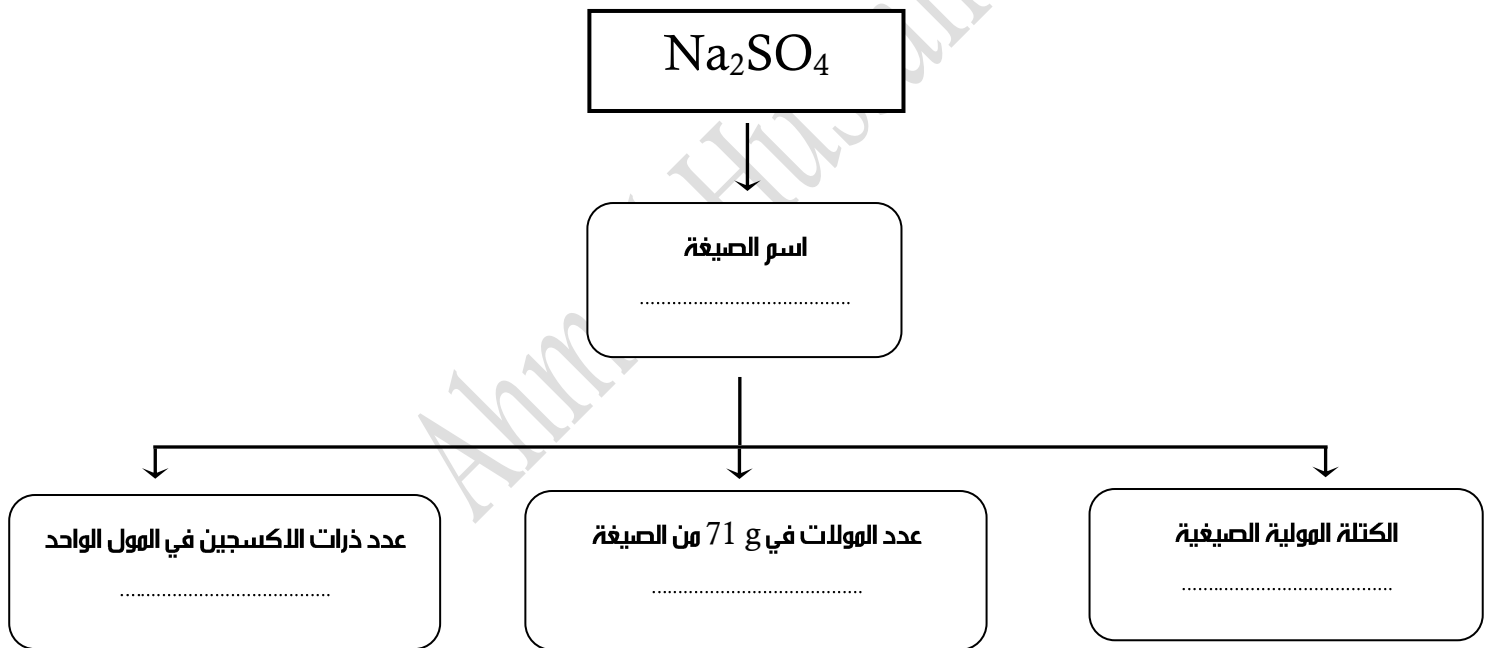 Na₂SO₄
اسم الصيغة
......................................
الكتلة المولية الصيغية
......................................
عدد المولات في 71 g من الصيغة
......................................
عدد ذرات الاكسجين في المول الواحد
......................................